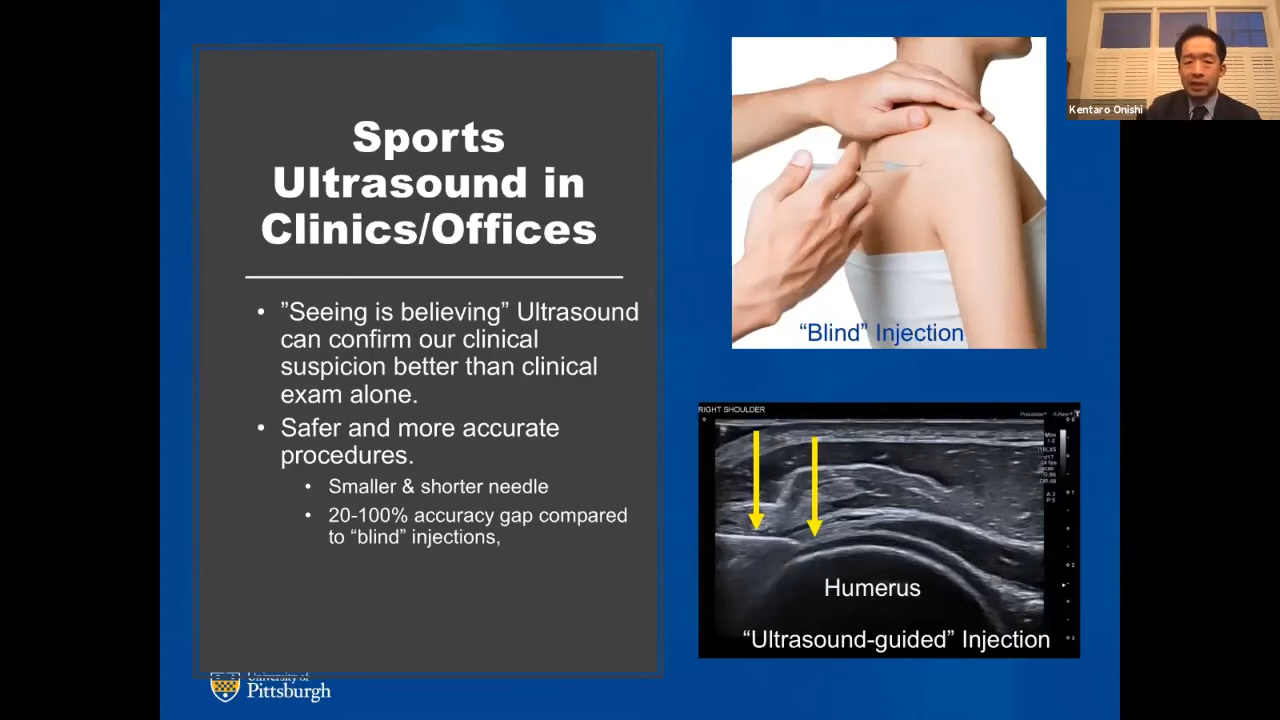 Sports
Ultrasound in
Clinics/Offices
• ”Seeing is believing” Ultrasound
can confirm our clinical
suspicion better than clinical
exam alone.
• Safer and more accurate
procedures.
• Smaller & shorter needle
• 20-100% accuracy gap compared
to “blind” injections,
University of
Pittsburgh
“Blind” Injection
RIGHT SHOULDER
Humerus
“Ultrasound-guided” Injection
Kentaro Onishi